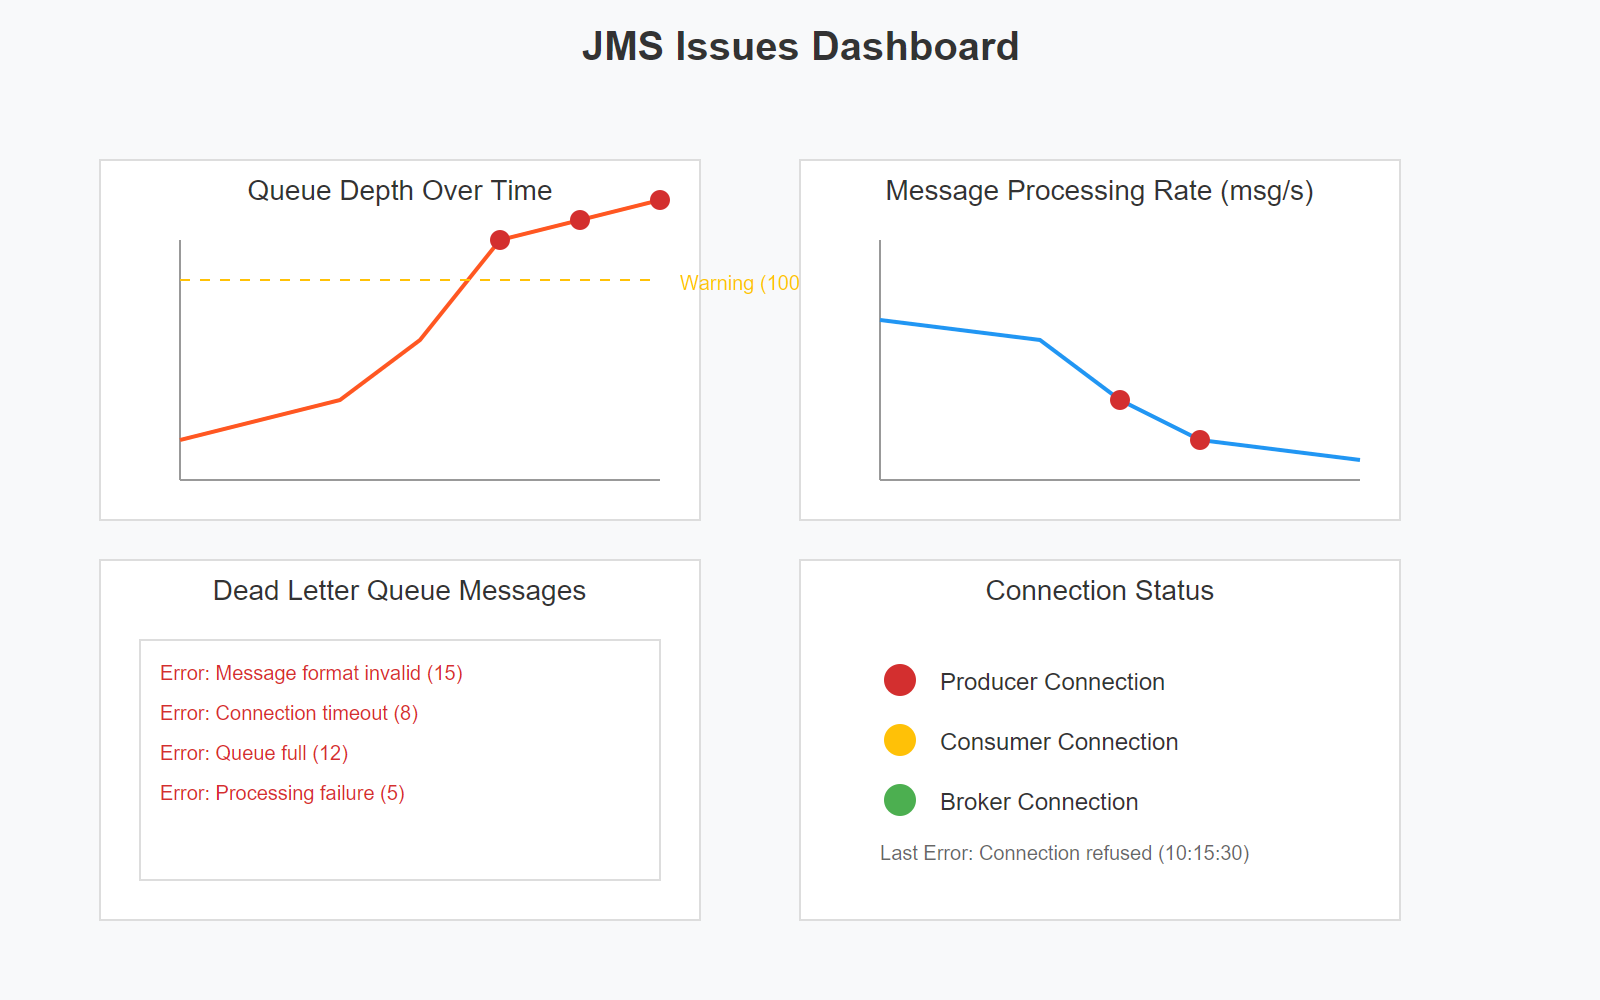 JMS Issues Dashboard
Queue Depth Over Time
Warning (100
Message Processing Rate (msg/s)
Dead Letter Queue Messages
Error: Message format invalid (15)
Error: Connection timeout (8)
Error: Queue full (12)
Error: Processing failure (5)
Connection Status
Producer Connection
Consumer Connection
Broker Connection
Last Error: Connection refused (10:15:30)